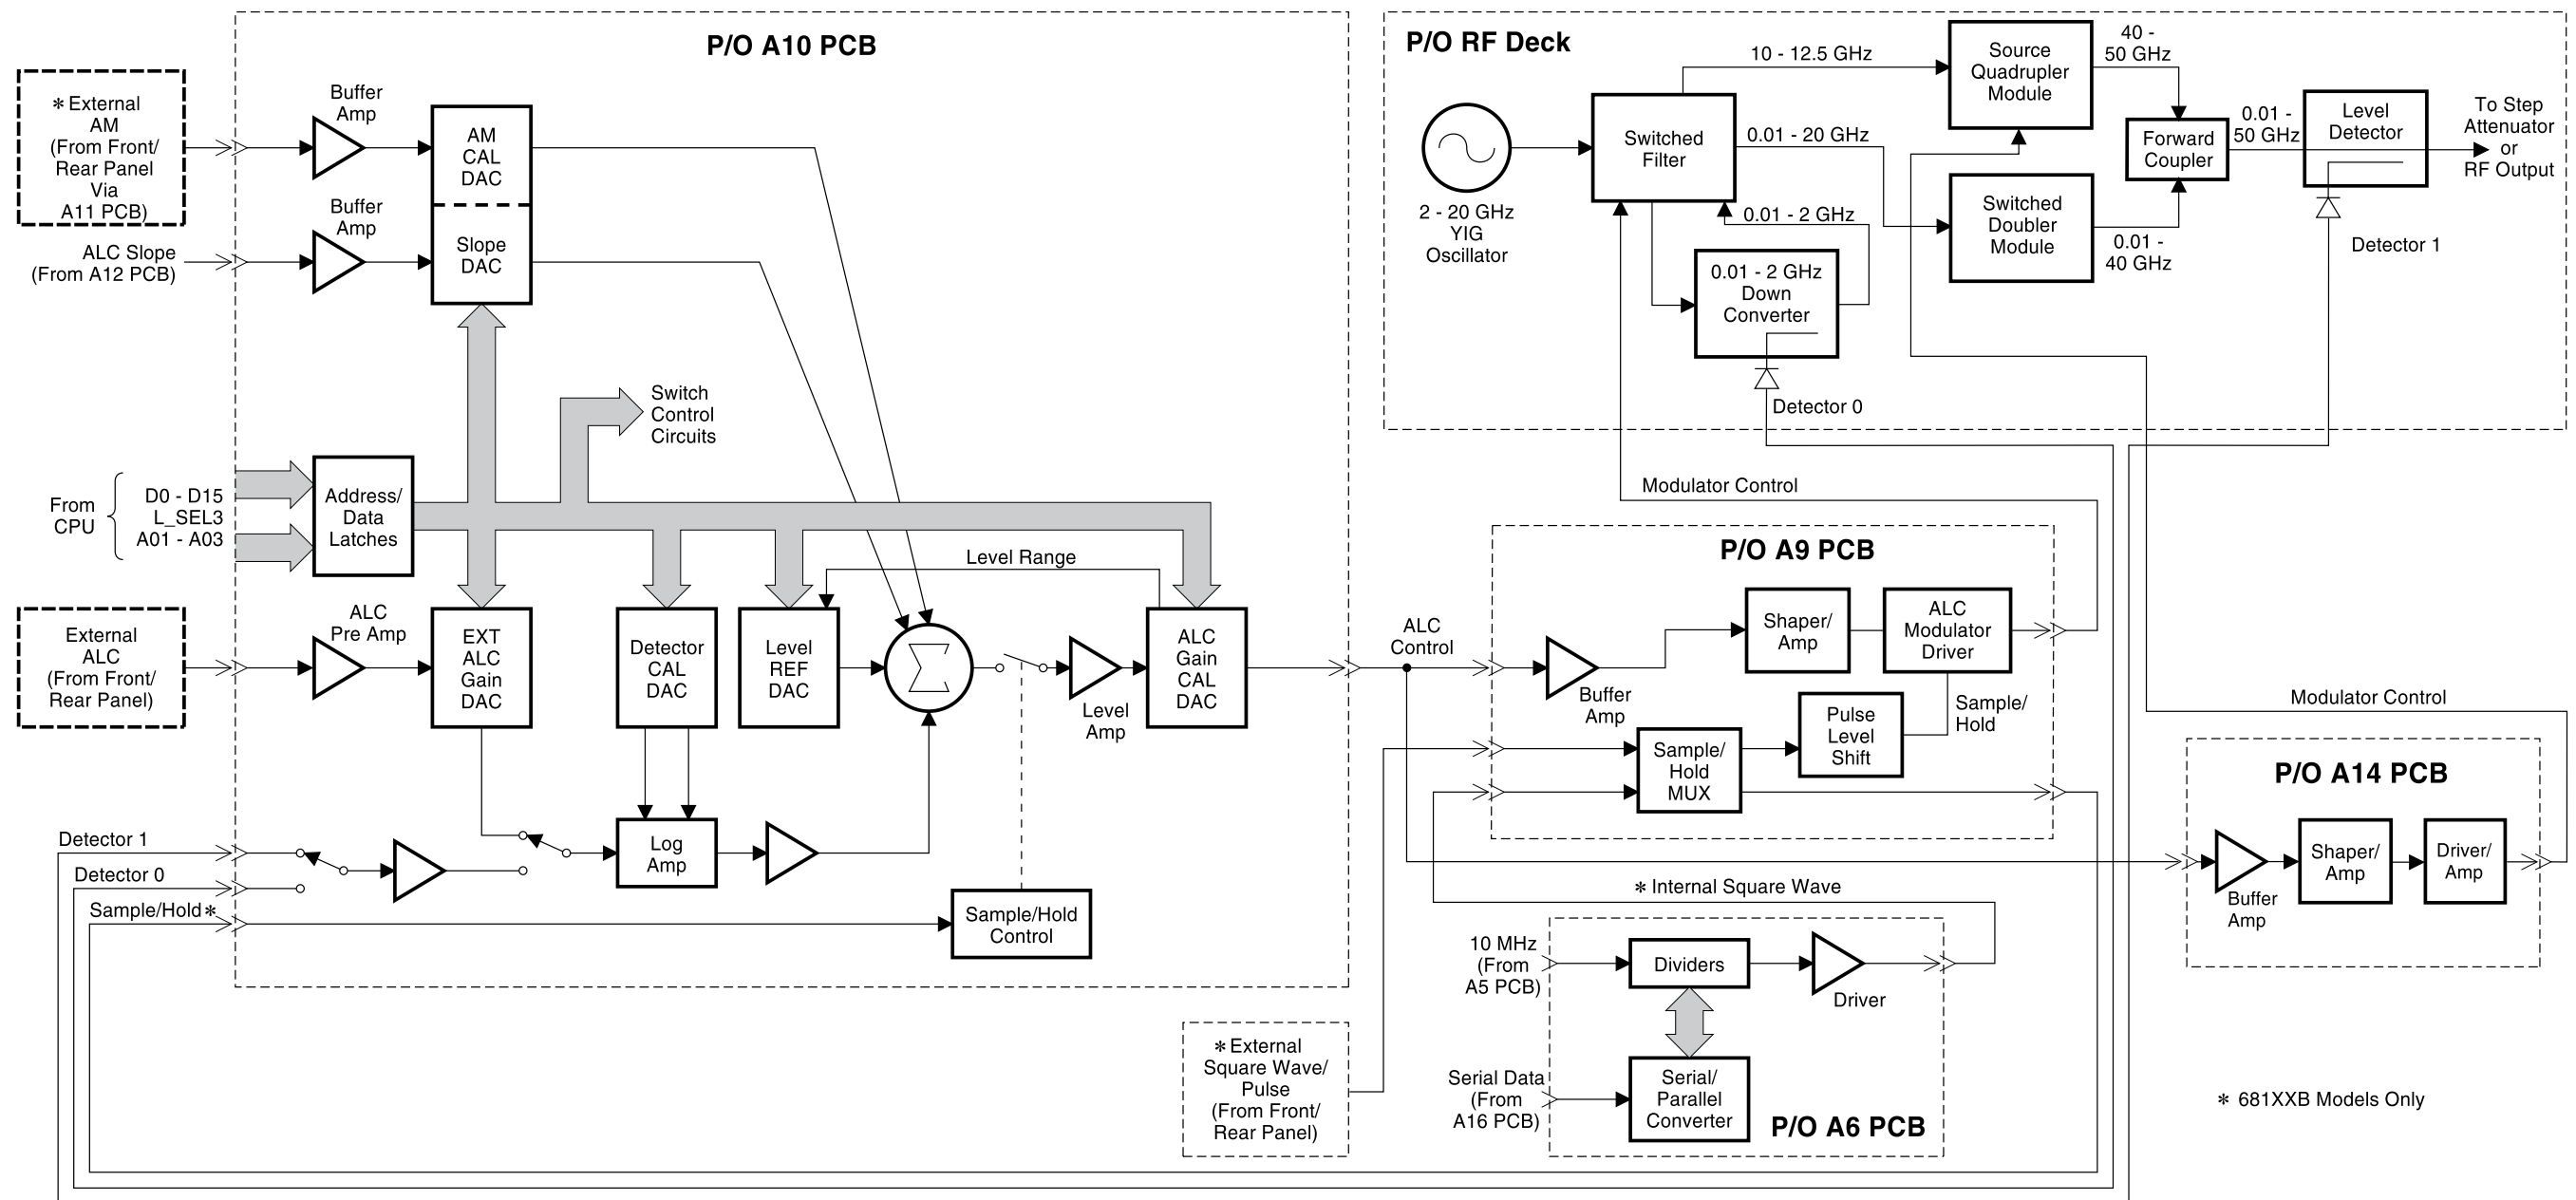 P/O A10 PCB
* External
AM
(From Front/
Rear Panel
Via
A11 PCB)
Buffer
Amp
AM
CAL
DAC
Buffer
Amp
Slope
DAC
ALC Slope
(From A12 PCB)
Switch
Control
Circuits
From
CPU
D0 - D15
L_SEL3
A01 - A03
Address/
Data
Latches
Level Range
External
ALC
(From Front/
Rear Panel)
ALC
Pre Amp
EXT
ALC
Gain
DAC
Detector
CAL
DAC
Level
REF
DAC
Level
Amp
ALC
Gain
CAL
DAC
Detector 1
Detector 0
Sample/Hold *
Log
Amp
Sample/Hold
Control
P/O RF Deck
2 - 20 GHz
YIG
Oscillator
Switched
Filter
10 - 12.5 GHz
0.01 - 20 GHz
0.01 - 2 GHz
0.01 - 2 GHz
Down
Converter
Detector 0
Source
Quadrupler
Module
40 -
50 GHz
Switched
Doubler
Module
0.01 -
40 GHz
Forward
Coupler
0.01 -
50 GHz
Level
Detector
To Step
Attenuator
or
RF Output
Detector 1
Modulator Control
P/O A9 PCB
ALC
Control
Buffer
Amp
Shaper/
Amp
ALC
Modulator
Driver
Sample/
Hold
Pulse
Level
Shift
Sample/
Hold
MUX
Modulator Control
P/O A14 PCB
Buffer
Amp
Shaper/
Amp
Driver/
Amp
* Internal Square Wave
10 MHz
(From
A5 PCB)
Dividers
Driver
Serial Data
(From
A16 PCB)
Serial/
Parallel
Converter
P/O A6 PCB
* External
Square Wave/
Pulse
(From Front/
Rear Panel)
* 681XXB Models Only